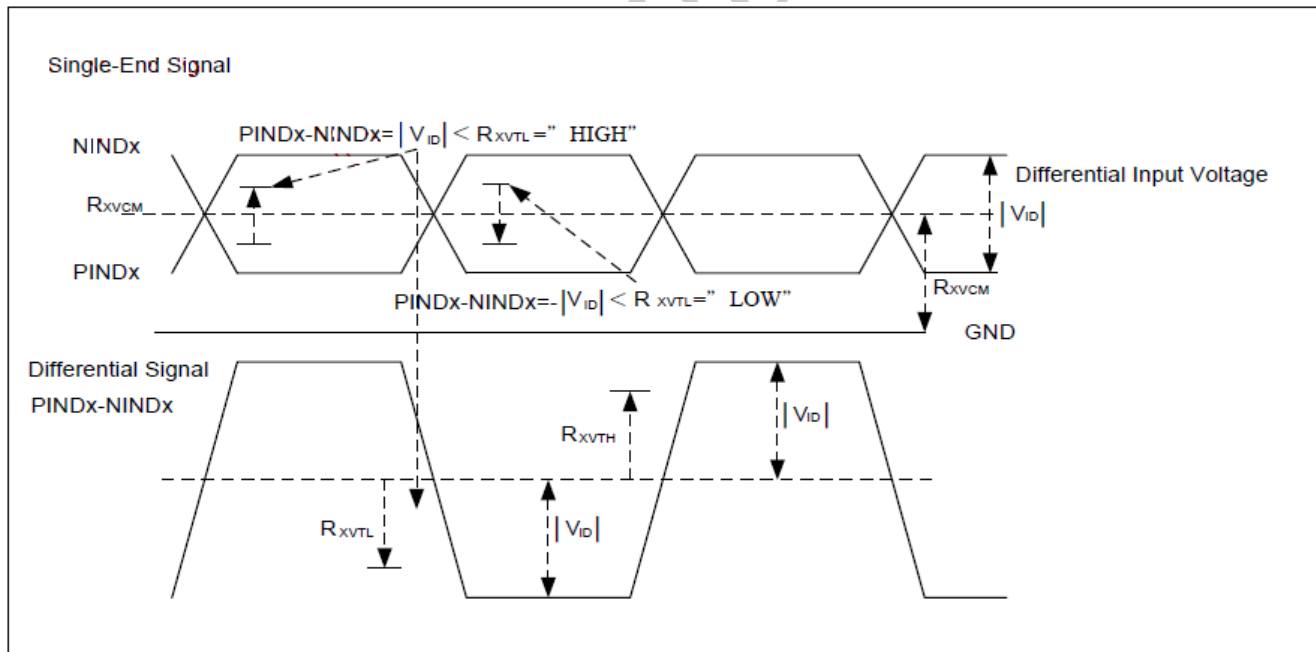 Single-End Signal
PINDx-NINDx=|VID| < RXVTL=” HIGH”
NINDx
Differential Input Voltage
RXVCM
|VID|
PINDx
RXVCM
PINDx-NINDx=-|VID| < R XVTL=” LOW”
GND
Differential Signal
PINDx-NINDx
|VID|
RXVTH
RXVTL
|VID|